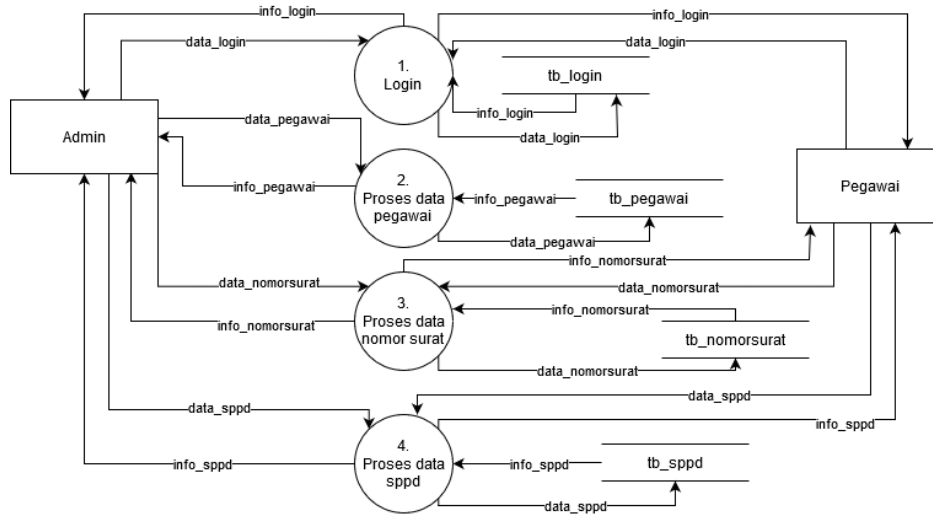 info_login
info_login
data_login
data_login
1.
Login
tb_login
info_login
data_login
Admin
data_pegawai
Pegawai
info_pegawai
2.
Proses data
pegawai
info_pegawai
tb_pegawai
data_pegawai
info_nomorsurat
data_nomorsurat
data_nomorsurat
3.
Proses data
nomor surat
info_nomorsurat
info_nomorsurat
tb_nomorsurat
data_nomorsurat
data_sppd
data_sppd
info_sppd
4.
Proses data
sppd
info_sppd
info_sppd
tb_sppd
data_sppd